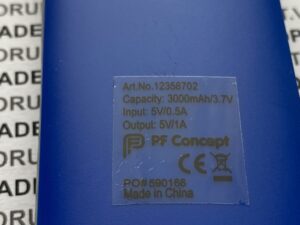 Art.No.12358702
Capacity: 3000mAh/3.7V
Input: 5V/0.5A
Output: 5V/1A
PF Concept
CE
PO#590168
Made in China